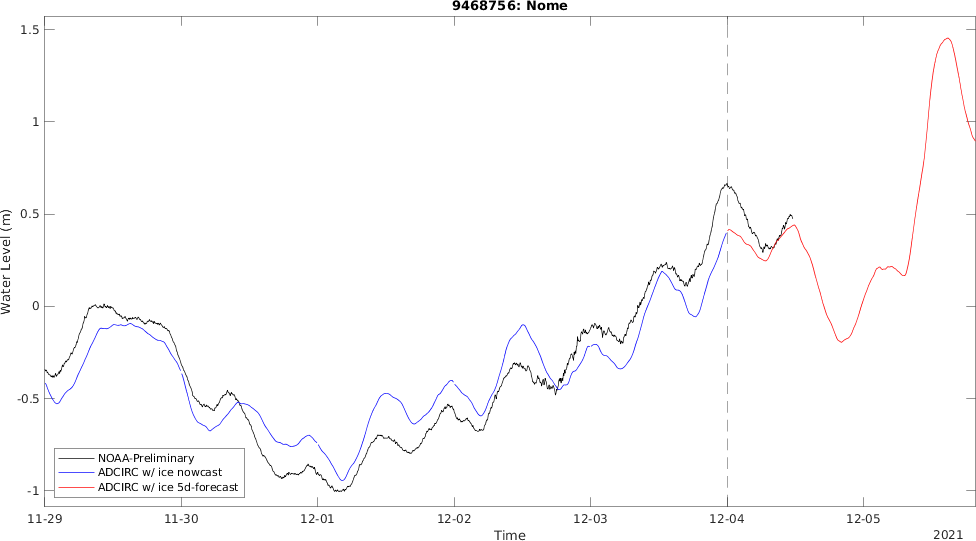 9468756: Nome
Water Level (m)
1.5
1
0.5
0
-0.5
-1
NOAA-Preliminary
ADCIRC w/ ice nowcast
ADCIRC w/ ice 5d-forecast
11-29 11-30 12-01 12-02 12-03 12-04 12-05
Time
2021